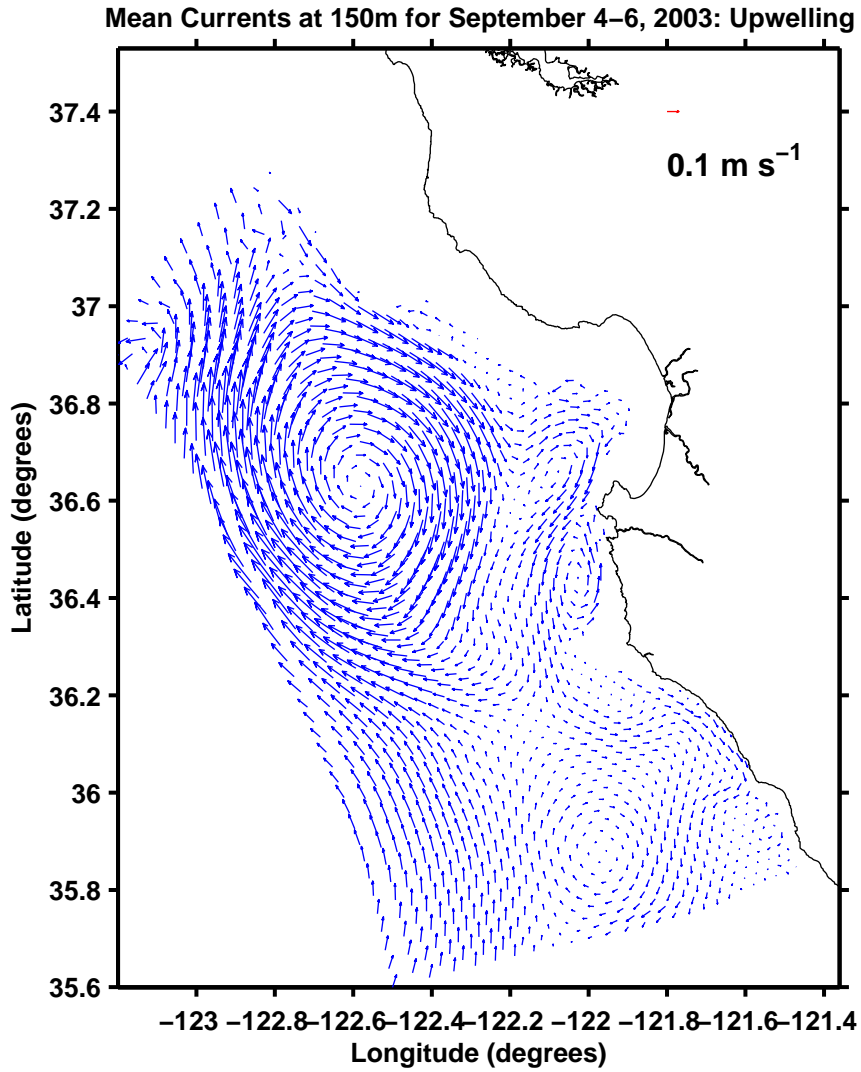 Mean Currents at 150m for September 4–6, 2003: Upwelling
37.4
0.1 m s⁻¹
37.2
37
36.8
36.6
36.4
36.2
36
35.8
35.6
Latitude (degrees)
−123 −122.8 −122.6 −122.4 −122.2 −122 −121.8 −121.6 −121.4
Longitude (degrees)